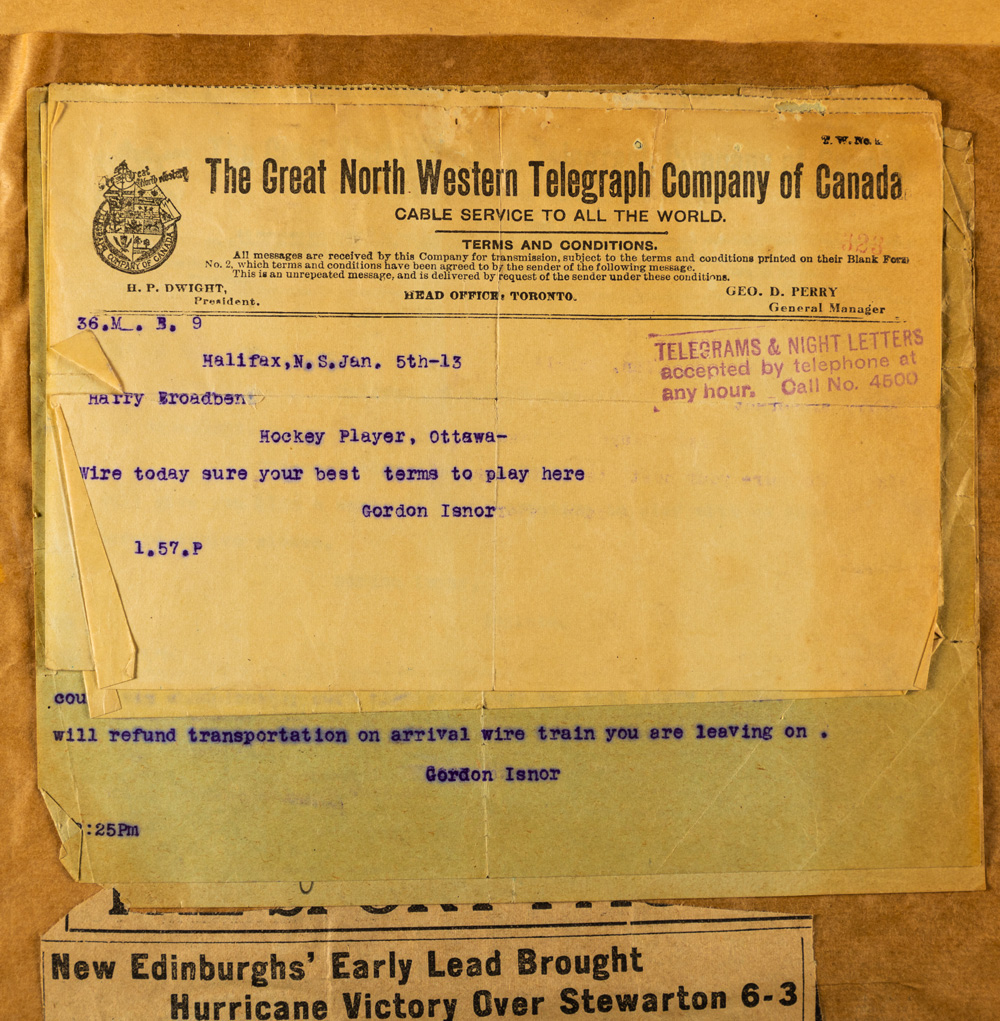 T. W. No.
The Great North Western Telegraph Company of Canada
CABLE SERVICE TO ALL THE WORLD.
TERMS AND CONDITIONS.
323
All messages are received by this Company for transmission, subject to the terms and conditions printed on their Blank Form
No. 2, which terms and conditions have been agreed to by the sender of the following message.
This is an unrepeated message, and is delivered by request of the sender under these conditions.
H. P. DWIGHT,
President.
HEAD OFFICE: TORONTO.
GEO. D. PERRY
General Manager
36.M . B. 9
Halifax,N.S.Jan. 5th-13
TELEGRAMS & NIGHT LETTERS
accepted by telephone at
any hour. Call No. 4500
Harry Broadbent
Hockey Player, Ottawa-
Wire today sure your best terms to play here
Gordon Isnor
1.57.P
cou
will refund transportation on arrival wire train you are leaving on .
Gordon Isnor
:25Pm
New Edinburghs' Early Lead Brought
Hurricane Victory Over Stewarton 6-3